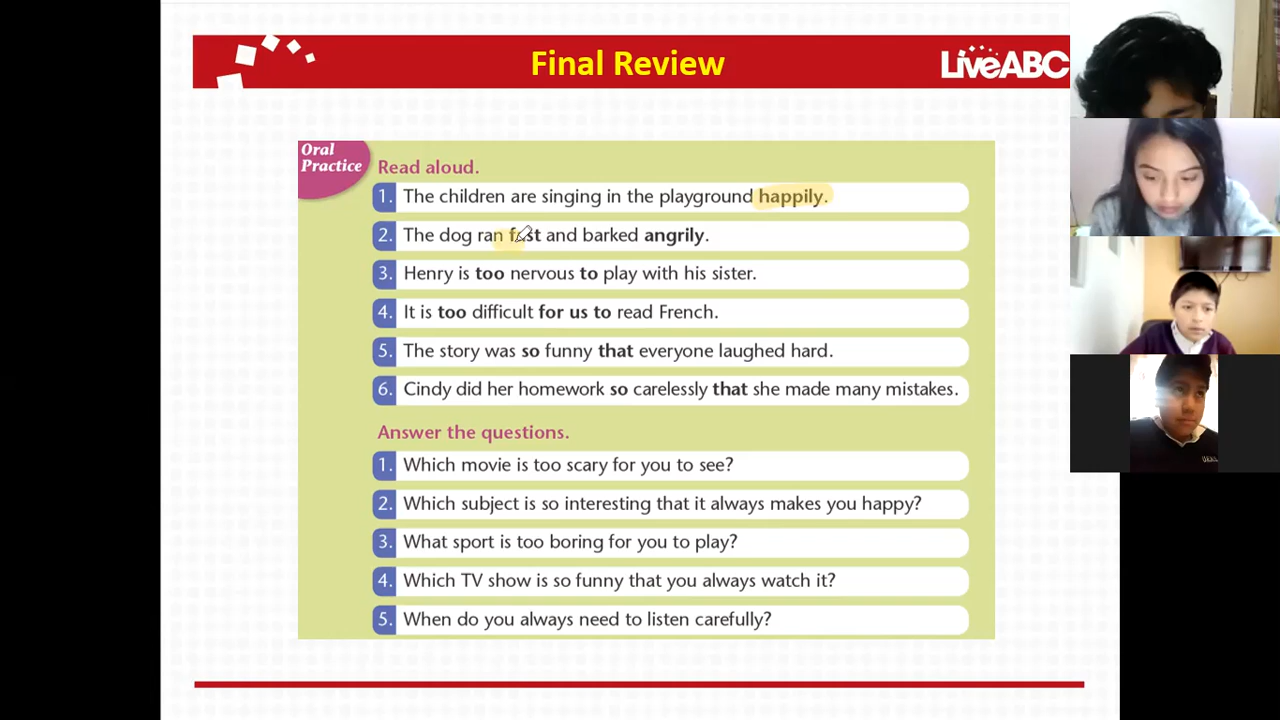 Final Review
LiveABC
Oral
Practice
Read aloud.
1. The children are singing in the playground happily.
2. The dog ran fast and barked angrily.
3. Henry is too nervous to play with his sister.
4. It is too difficult for us to read French.
5. The story was so funny that everyone laughed hard.
6. Cindy did her homework so carelessly that she made many mistakes.
Answer the questions.
1. Which movie is too scary for you to see?
2. Which subject is so interesting that it always makes you happy?
3. What sport is too boring for you to play?
4. Which TV show is so funny that you always watch it?
5. When do you always need to listen carefully?